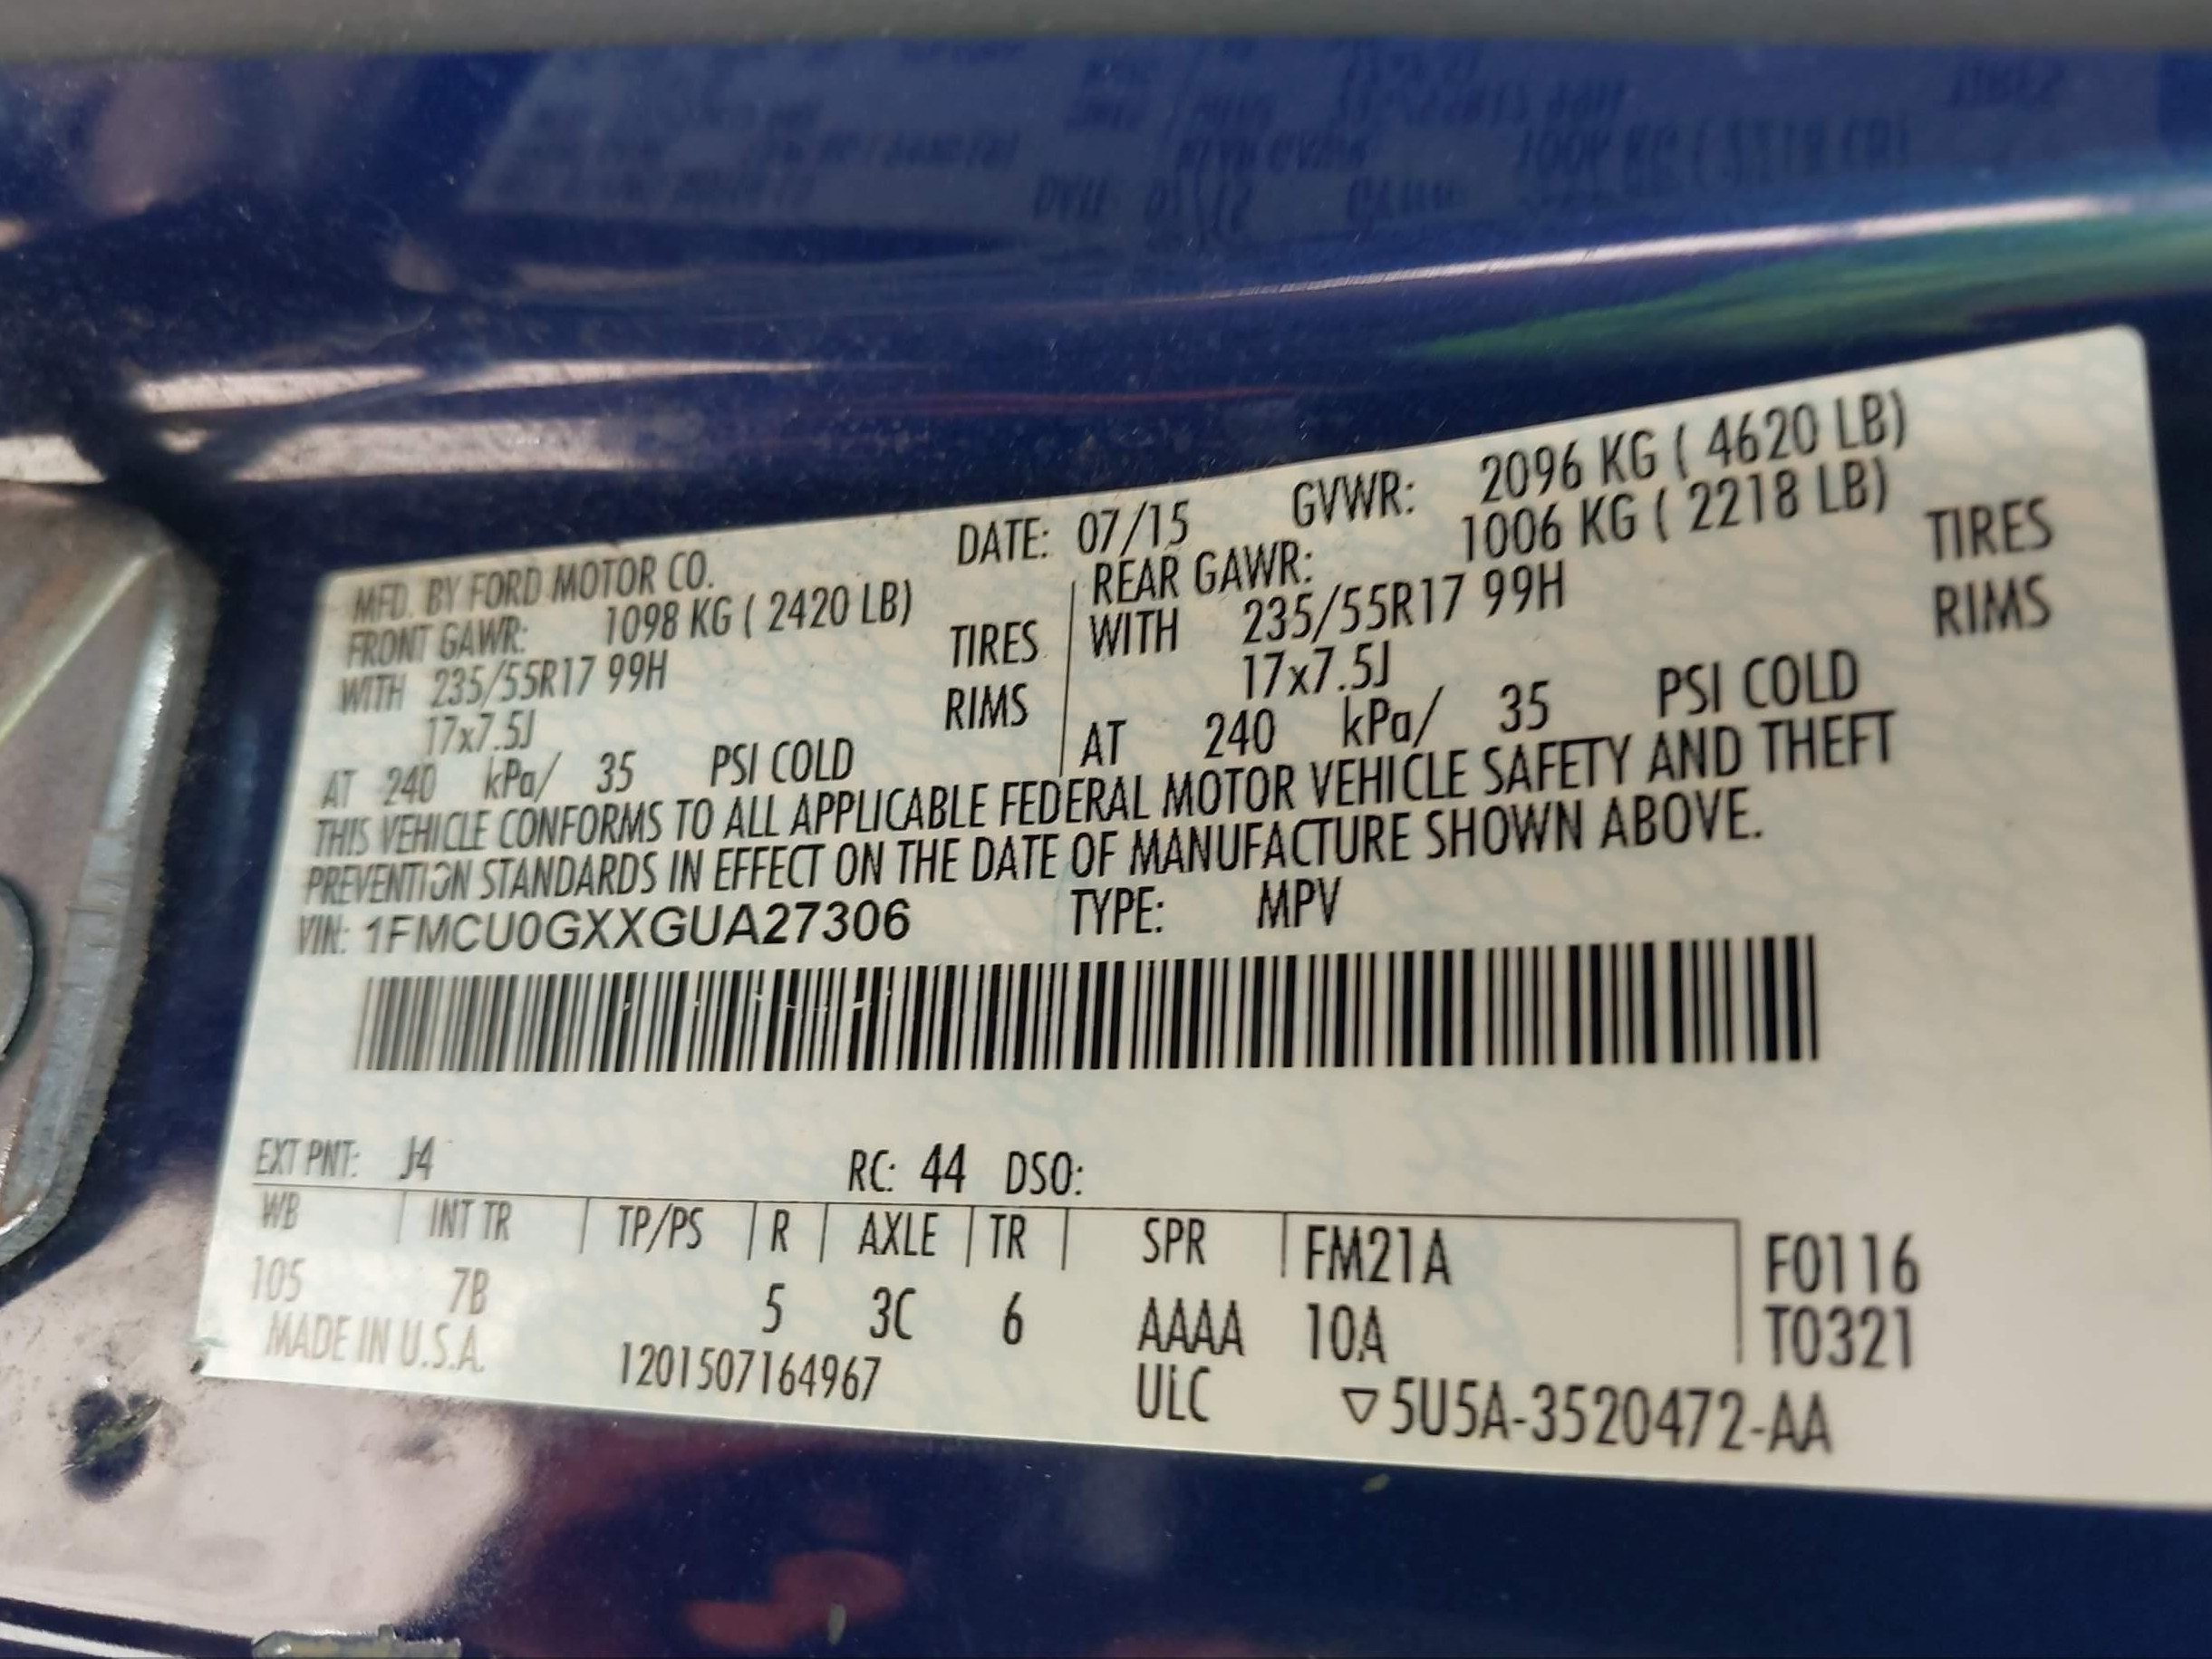 MFD. BY FORD MOTOR CO. DATE: 07/15 GVWR: 2096 KG ( 4620 LB)
FRONT GAWR: 1098 KG ( 2420 LB) REAR GAWR: 1006 KG ( 2218 LB)
WITH 235/55R17 99H TIRES WITH 235/55R17 99H TIRES
17x7.5J RIMS 17x7.5J RIMS
AT 240 kPa/ 35 PSI COLD AT 240 kPa/ 35 PSI COLD
THIS VEHICLE CONFORMS TO ALL APPLICABLE FEDERAL MOTOR VEHICLE SAFETY AND THEFT
PREVENTION STANDARDS IN EFFECT ON THE DATE OF MANUFACTURE SHOWN ABOVE.
VIN: 1FMCU0GXXGUA27306 TYPE: MPV
EXT PNT: J4 RC: 44 DSO:
WB INT TR TP/PS R AXLE TR SPR FM21A F0116
105 7B 5 3C 6 AAAA 10A T0321
MADE IN U.S.A. 1201507164967 ULC ▽5U5A-3520472-AA